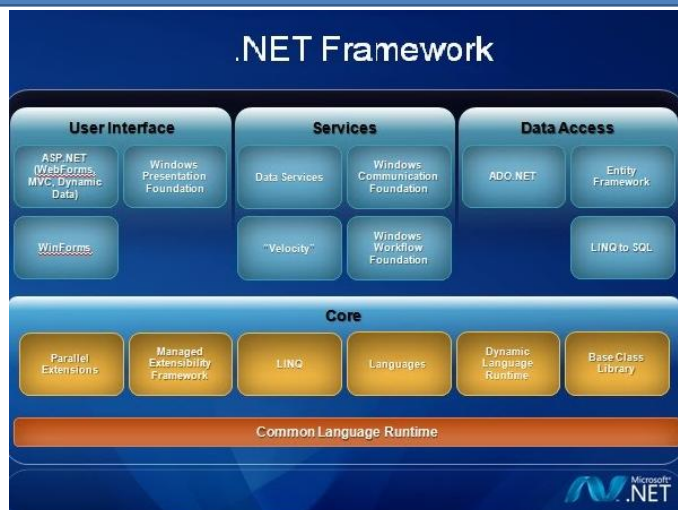 .NET Framework
User Interface
Services
Data Access
ASP.NET
(WebForms,
MVC, Dynamic
Data)
Windows
Presentation
Foundation
Data Services
Windows
Communication
Foundation
ADO.NET
Entity
Framework
WinForms
"Velocity"
Windows
Workflow
Foundation
LINQ to SQL
Core
Parallel
Extensions
Managed
Extensibility
Framework
LINQ
Languages
Dynamic
Language
Runtime
Base Class
Library
Common Language Runtime
Microsoft®
.NET